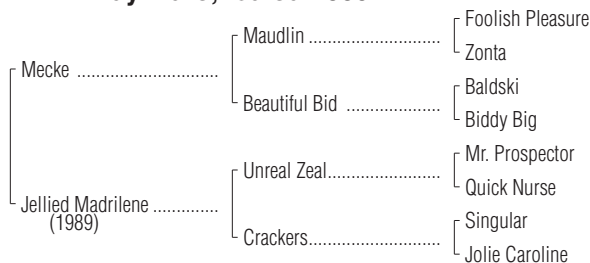 Foolish Pleasure
Maudlin ..............................
Zonta
Mecke ................................
Baldski
Beautiful Bid .....................
Biddy Big
Mr. Prospector
Unreal Zeal.........................
Quick Nurse
Jellied Madrilene ...............
(1989)
Singular
Crackers..............................
Jolie Caroline